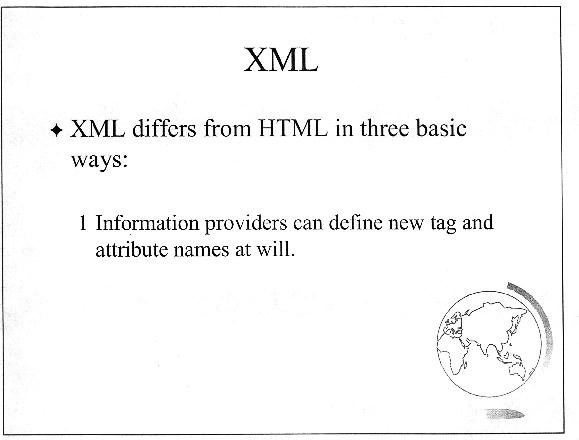 XML
✦ XML differs from HTML in three basic
ways:
1 Information providers can define new tag and
attribute names at will.